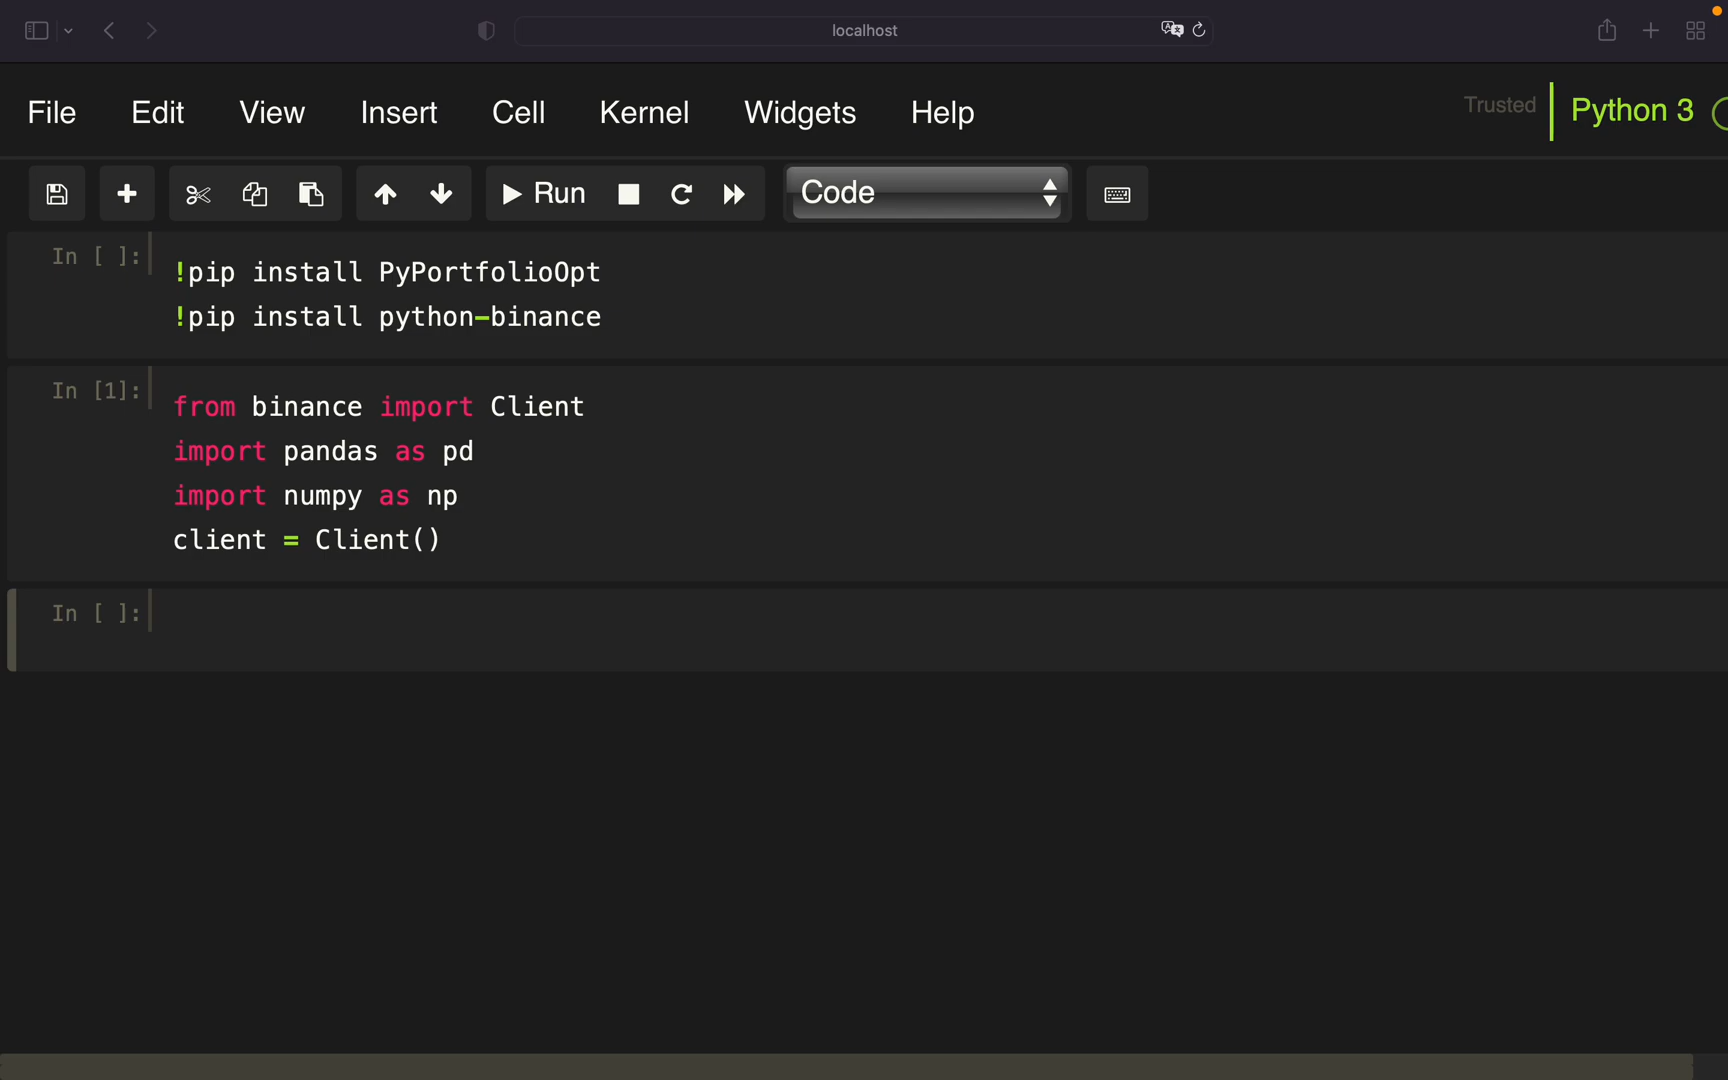 localhost
File Edit View Insert Cell Kernel Widgets Help Trusted Python 3
Run Code
In [ ]: !pip install PyPortfolioOpt
!pip install python-binance
In [1]: from binance import Client
import pandas as pd
import numpy as np
client = Client()
In [ ]: